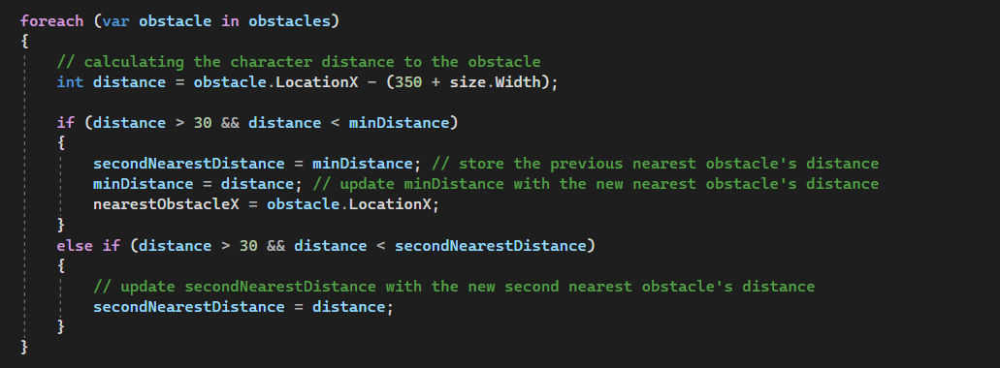 foreach (var obstacle in obstacles)
{
    // calculating the character distance to the obstacle
    int distance = obstacle.LocationX - (350 + size.Width);

    if (distance > 30 && distance < minDistance)
    {
        secondNearestDistance = minDistance; // store the previous nearest obstacle's distance
        minDistance = distance; // update minDistance with the new nearest obstacle's distance
        nearestObstacleX = obstacle.LocationX;
    }
    else if (distance > 30 && distance < secondNearestDistance)
    {
        // update secondNearestDistance with the new second nearest obstacle's distance
        secondNearestDistance = distance;
    }
}